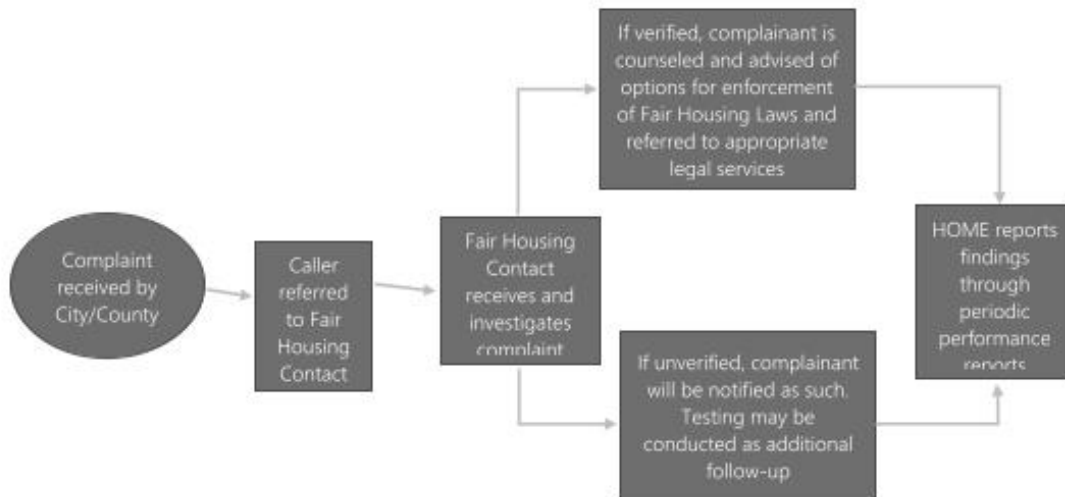 Complaint
received by
City/County
Caller
referred
to Fair
Housing
Contact
Fair Housing
Contact
receives and
investigates
complaint
If verified, complainant is
counseled and advised of
options for enforcement
of Fair Housing Laws and
referred to appropriate
legal services
If unverified, complainant
will be notified as such.
Testing may be
conducted as additional
follow-up
HOME reports
findings
through
periodic
performance
reports